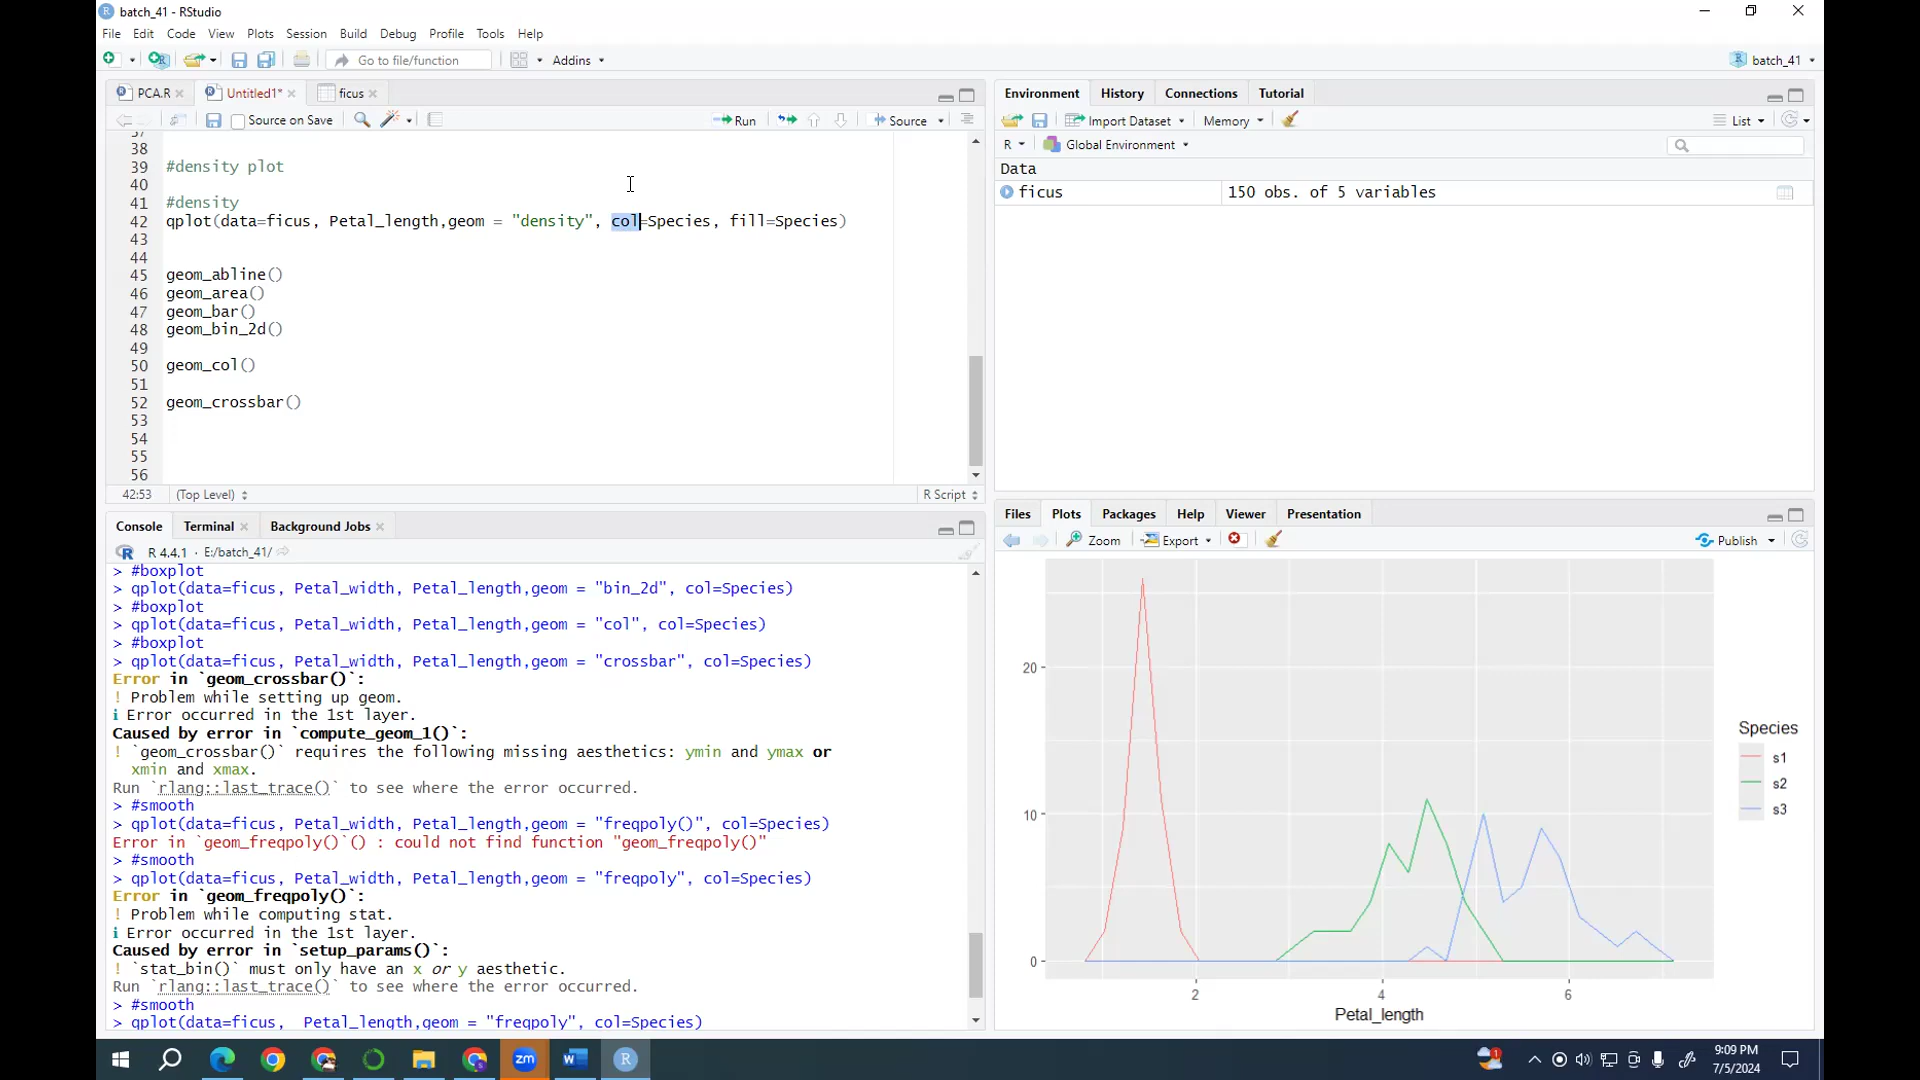 batch_41 - RStudio
File Edit Code View Plots Session Build Debug Profile Tools Help
Go to file/function Addins batch_41
PCA.R Untitled1* ficus
Source on Save Run Source
37
38
39 #density plot
40
41 #density
42 qplot(data=ficus, Petal_length,geom = "density", col=Species, fill=Species)
43
44
45 geom_abline()
46 geom_area()
47 geom_bar()
48 geom_bin_2d()
49
50 geom_col()
51
52 geom_crossbar()
53
54
55
56
42:53 (Top Level) R Script
Console Terminal Background Jobs
R 4.4.1 · E:/batch_41/
> #boxplot
> qplot(data=ficus, Petal_width, Petal_length,geom = "bin_2d", col=Species)
> #boxplot
> qplot(data=ficus, Petal_width, Petal_length,geom = "col", col=Species)
> #boxplot
> qplot(data=ficus, Petal_width, Petal_length,geom = "crossbar", col=Species)
Error in `geom_crossbar()`:
! Problem while setting up geom.
i Error occurred in the 1st layer.
Caused by error in `compute_geom_1()`:
! `geom_crossbar()` requires the following missing aesthetics: ymin and ymax or
xmin and xmax.
Run `rlang::last_trace()` to see where the error occurred.
> #smooth
> qplot(data=ficus, Petal_width, Petal_length,geom = "freqpoly()", col=Species)
Error in `geom_freqpoly()`() : could not find function "geom_freqpoly()"
> #smooth
> qplot(data=ficus, Petal_width, Petal_length,geom = "freqpoly", col=Species)
Error in `geom_freqpoly()`:
! Problem while computing stat.
i Error occurred in the 1st layer.
Caused by error in `setup_params()`:
! `stat_bin()` must only have an x or y aesthetic.
Run `rlang::last_trace()` to see where the error occurred.
> #smooth
> qplot(data=ficus,  Petal_length,geom = "freqpoly", col=Species)
Environment History Connections Tutorial
Import Dataset Memory List
R Global Environment
Data
ficus 150 obs. of 5 variables
Files Plots Packages Help Viewer Presentation
Zoom Export Publish
20
10
0
2 4 6
Petal_length
Species
s1
s2
s3
zm
1
9:09 PM
7/5/2024